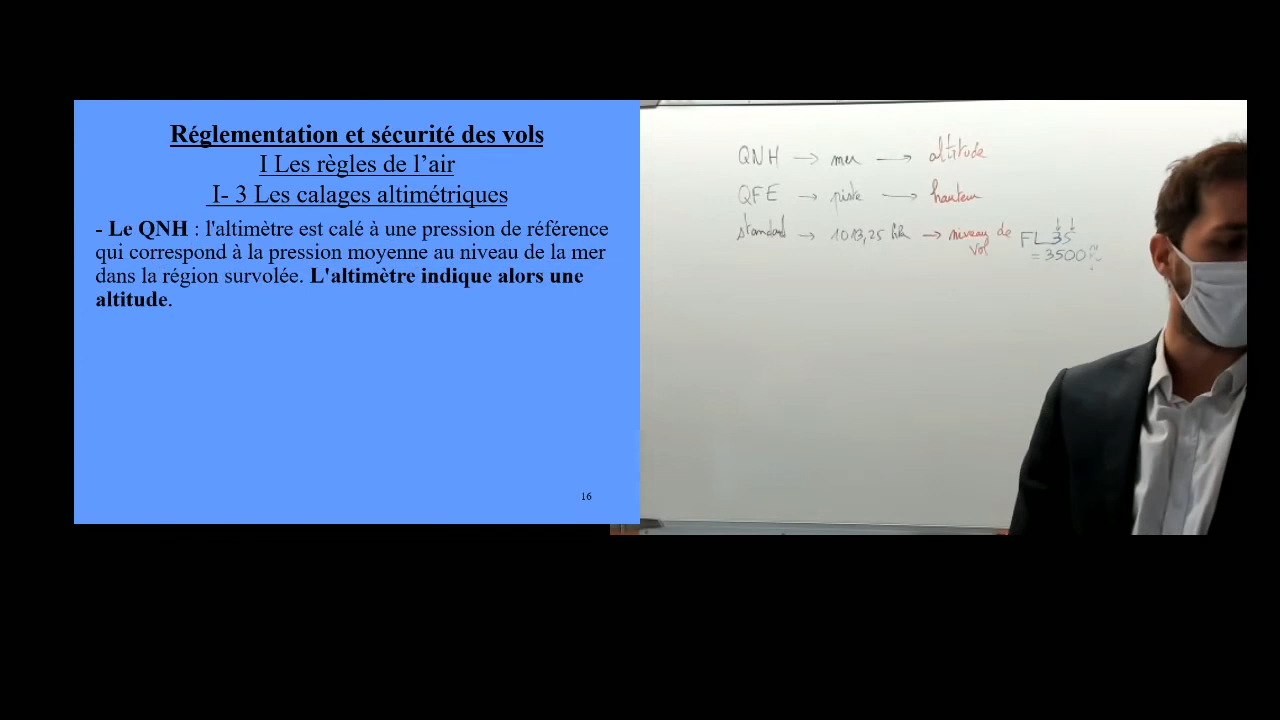 Réglementation et sécurité des vols
I Les règles de l’air
I- 3 Les calages altimétriques
- Le QNH : l'altimètre est calé à une pression de référence
qui correspond à la pression moyenne au niveau de la mer
dans la région survolée. L'altimètre indique alors une
altitude.
16
QNH → mer → altitude
QFE → piste → hauteur
standard → 1013,25 hPa → niveau de
vol
FL 35
= 3500 ft